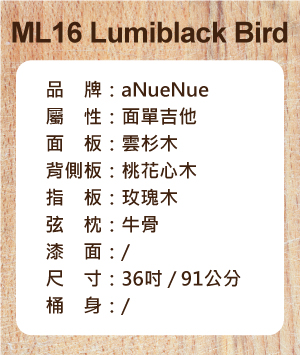 ML16 Lumiblack Bird
品　牌：aNueNue
屬　性：面單吉他
面　板：雲杉木
背側板：桃花心木
指　板：玫瑰木
弦　枕：牛骨
漆　面：/
尺　寸：36吋 / 91公分
桶　身：/